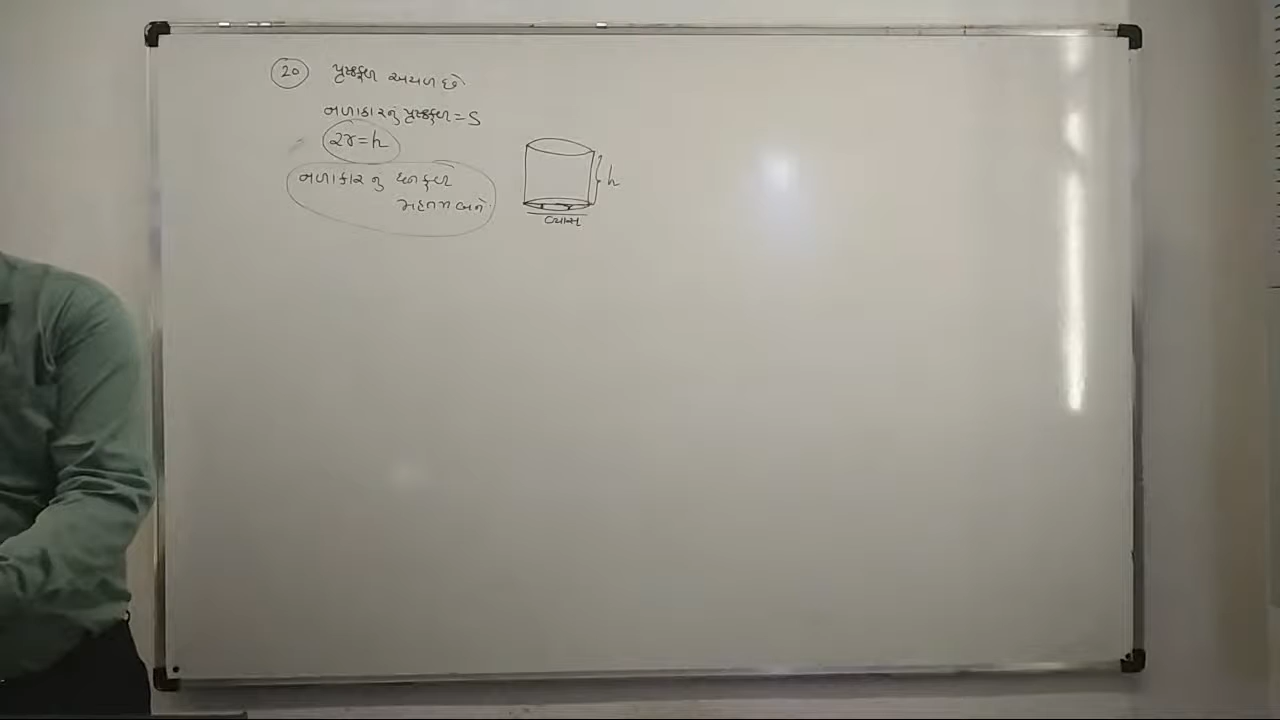 20 પૃષ્ઠફળ અચળ છે
નળાકારનું પૃષ્ઠફળ = S
2r = h
નળાકારનું ઘનફળ
મહત્તમ બને
h
વ્યાસ